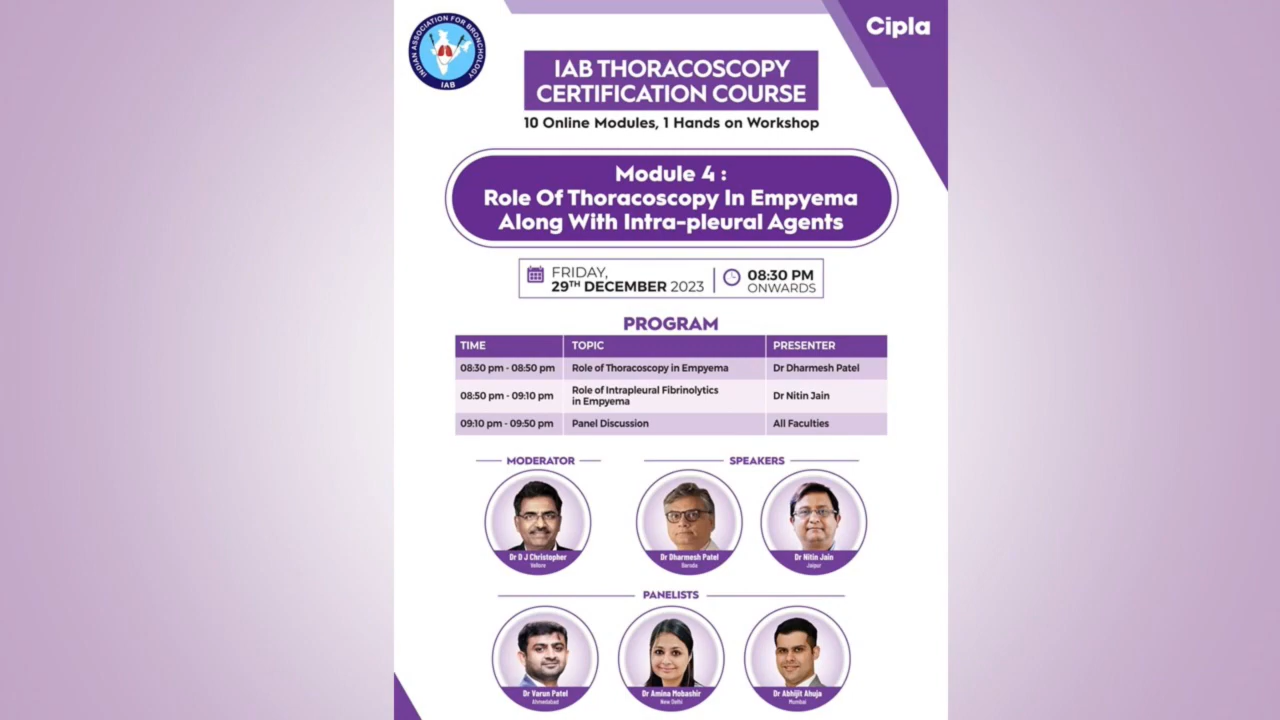 INDIAN ASSOCIATION FOR BRONCHOLOGY
IAB
Cipla
IAB THORACOSCOPY
CERTIFICATION COURSE
10 Online Modules, 1 Hands on Workshop
Module 4 :
Role Of Thoracoscopy In Empyema
Along With Intra-pleural Agents
FRIDAY,
29TH DECEMBER 2023
08:30 PM
ONWARDS
PROGRAM
TIME TOPIC PRESENTER
08:30 pm - 08:50 pm Role of Thoracoscopy in Empyema Dr Dharmesh Patel
08:50 pm - 09:10 pm Role of Intrapleural Fibrinolytics
in Empyema Dr Nitin Jain
09:10 pm - 09:50 pm Panel Discussion All Faculties
MODERATOR
SPEAKERS
Dr D J Christopher
Vellore
Dr Dharmesh Patel
Baroda
Dr Nitin Jain
Jaipur
PANELISTS
Dr Varun Patel
Ahmedabad
Dr Amina Mobashir
New Delhi
Dr Abhijit Ahuja
Mumbai